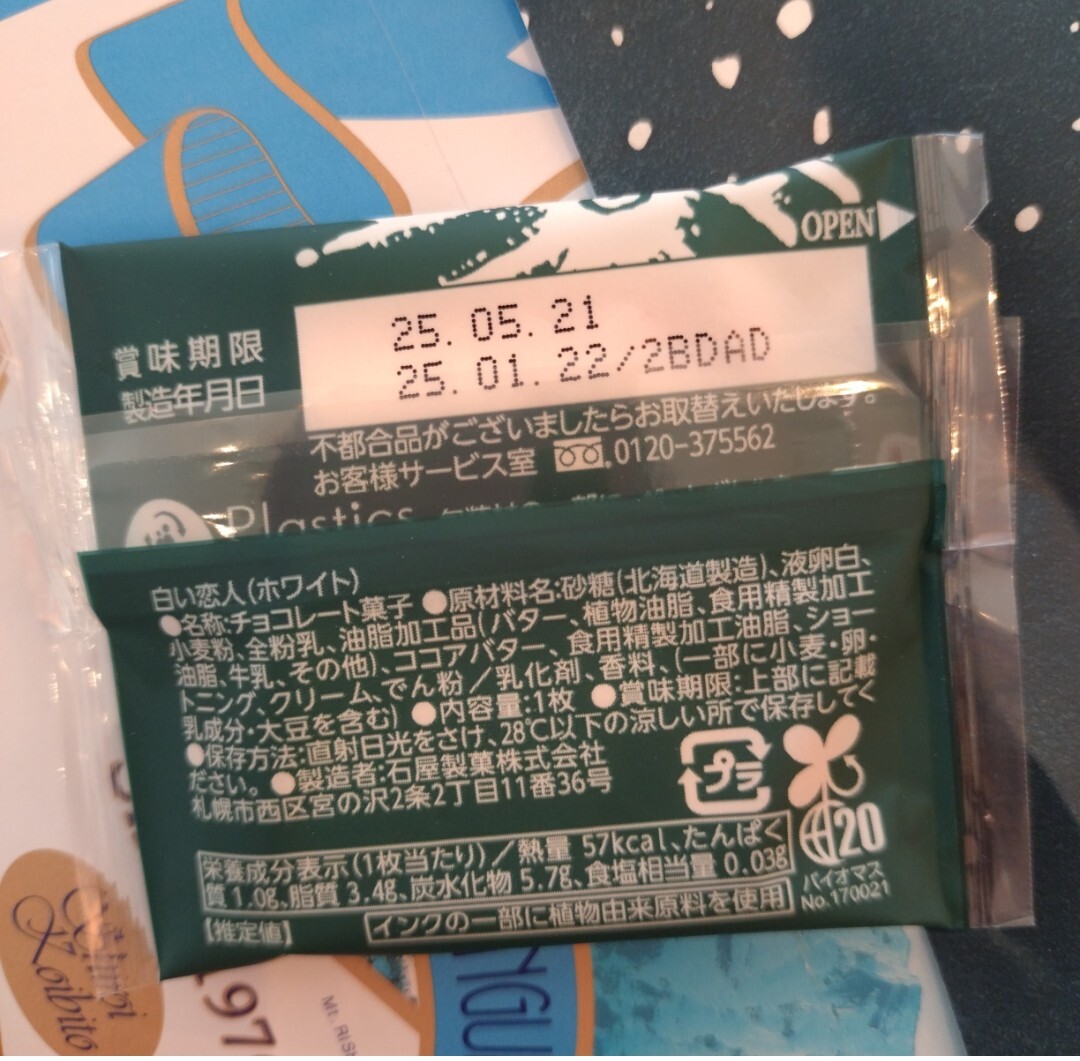 OPEN
賞味期限
製造年月日
25.05.21
25.01.22/2BDAD
不都合品がございましたらお取替えいたします。
お客様サービス室 0120-375562
Plastics
白い恋人(ホワイト)
●名称:チョコレート菓子 ●原材料名:砂糖(北海道製造)、液卵白、
小麦粉、全粉乳、油脂加工品(バター、植物油脂、食用精製加工
油脂、牛乳、その他)、ココアバター、食用精製加工油脂、ショー
トニング、クリーム、でん粉/乳化剤、香料、(一部に小麦・卵・
乳成分・大豆を含む) ●内容量:1枚 ●賞味期限:上部に記載
●保存方法:直射日光をさけ、28℃以下の涼しい所で保存してく
ださい。 ●製造者:石屋製菓株式会社
札幌市西区宮の沢2条2丁目11番36号
プラ
20
バイオマス
No.170021
栄養成分表示(1枚当たり)/熱量 57kcal、たんぱく
質 1.0g、脂質 3.4g、炭水化物 5.7g、食塩相当量 0.03g
【推定値】
インクの一部に植物由来原料を使用
Koibito
197
Mt. RISH
NGU